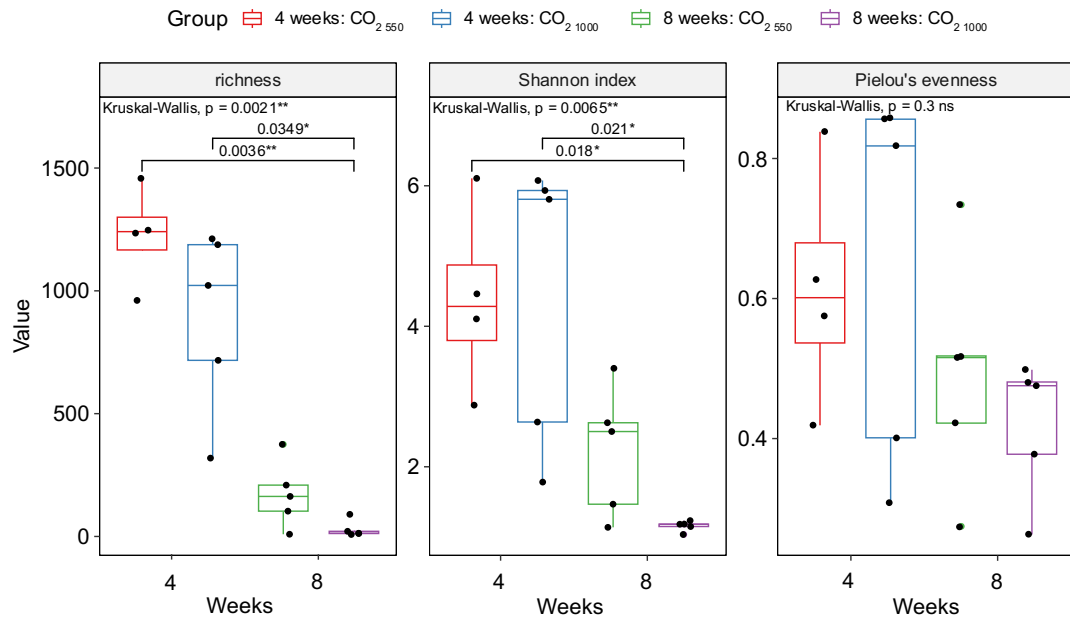 Group 4 weeks: CO2 550 4 weeks: CO2 1000 8 weeks: CO2 550 8 weeks: CO2 1000
richness Shannon index Pielou's evenness
Kruskal-Wallis, p = 0.0021** Kruskal-Wallis, p = 0.0065** Kruskal-Wallis, p = 0.3 ns
0.0349* 0.021*
0.0036** 0.018*
Value
1500
1000
500
0
6
4
2
0.8
0.6
0.4
4 8 4 8 4 8
Weeks Weeks Weeks